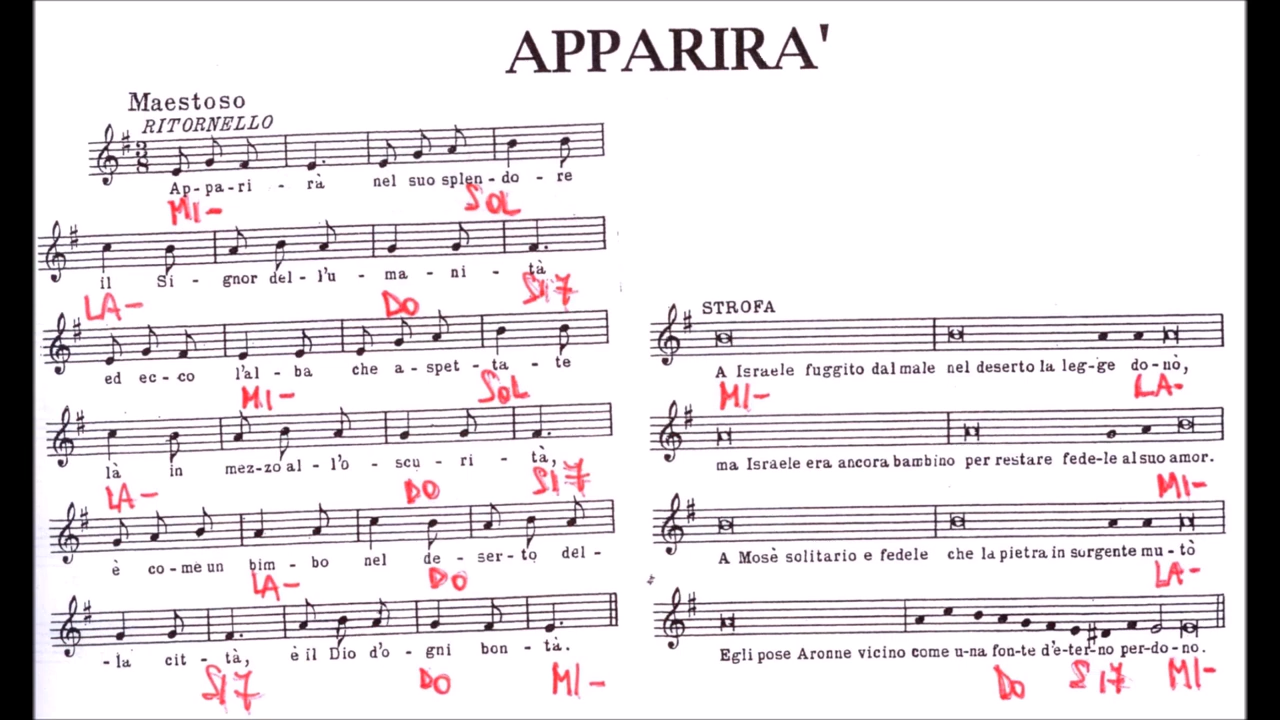 APPARIRA'
Maestoso
RITORNELLO
3
8
Ap-pa-ri - rà nel suo splen-do - re
MI- SOL
il Si - gnor del-l'u - ma - ni - tà
LA- DO SI7
ed ec-co l'al - ba che a-spet-ta - te
MI- SOL
là in mez-zo al-l'o - scu - ri - tà,
LA- DO SI7
è co-me un bim - bo nel de - ser-to del-
LA- DO
-la cit - tà, è il Dio d'o - gni bon - tà.
SI7 DO MI-
STROFA
A Israele fuggito dal male nel deserto la leg-ge do-nò,
MI- LA-
ma Israele era ancora bambino per restare fede-le al suo amor.
MI-
A Mosè solitario e fedele che la pietra in sorgente mu-tò
LA-
Egli pose Aronne vicino come u-na fon-te d'e-ter-no per-do-no.
DO SI7 MI-